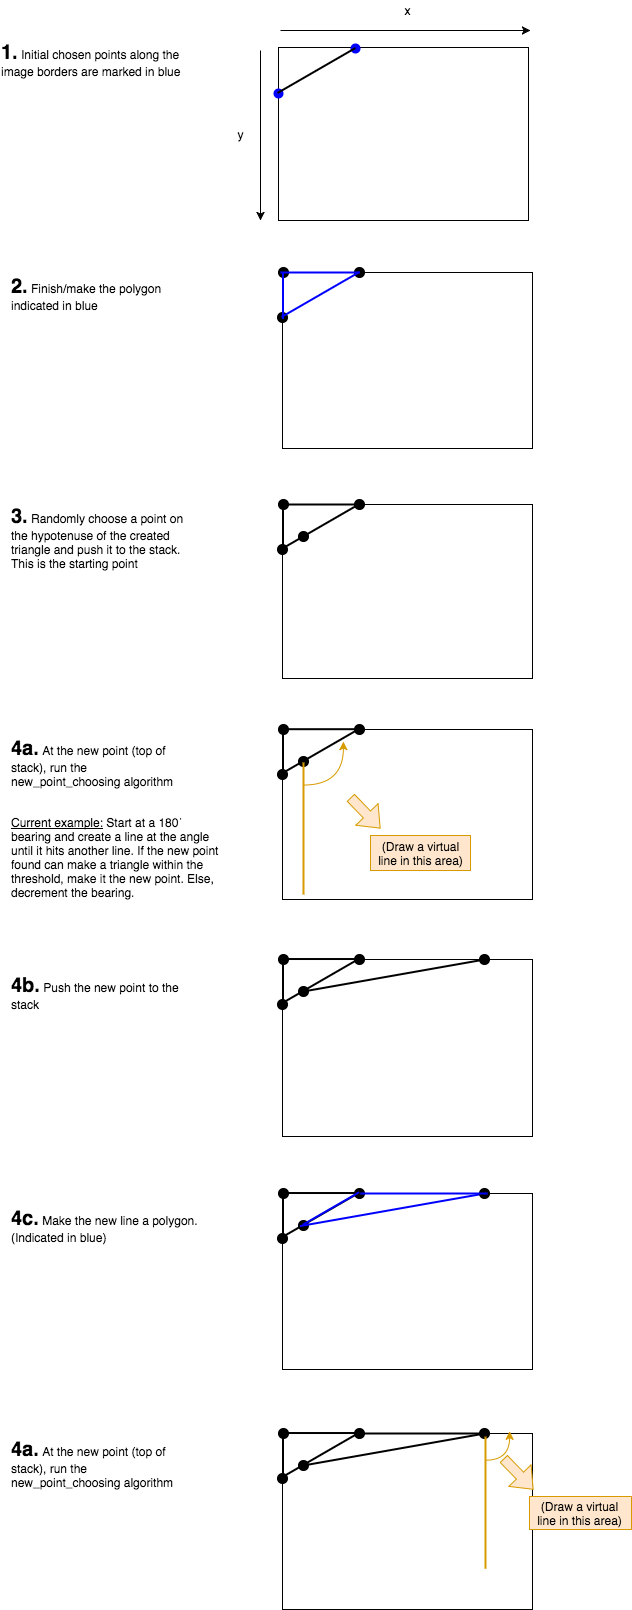 x
1. Initial chosen points along the
image borders are marked in blue
y
2. Finish/make the polygon
indicated in blue
3. Randomly choose a point on
the hypotenuse of the created
triangle and push it to the stack.
This is the starting point
4a. At the new point (top of
stack), run the
new_point_choosing algorithm
Current example: Start at a 180˚
bearing and create a line at the angle
until it hits another line. If the new point
found can make a triangle within the
threshold, make it the new point. Else,
decrement the bearing.
(Draw a virtual
line in this area)
4b. Push the new point to the
stack
4c. Make the new line a polygon.
(Indicated in blue)
4a. At the new point (top of
stack), run the
new_point_choosing algorithm
(Draw a virtual
line in this area)